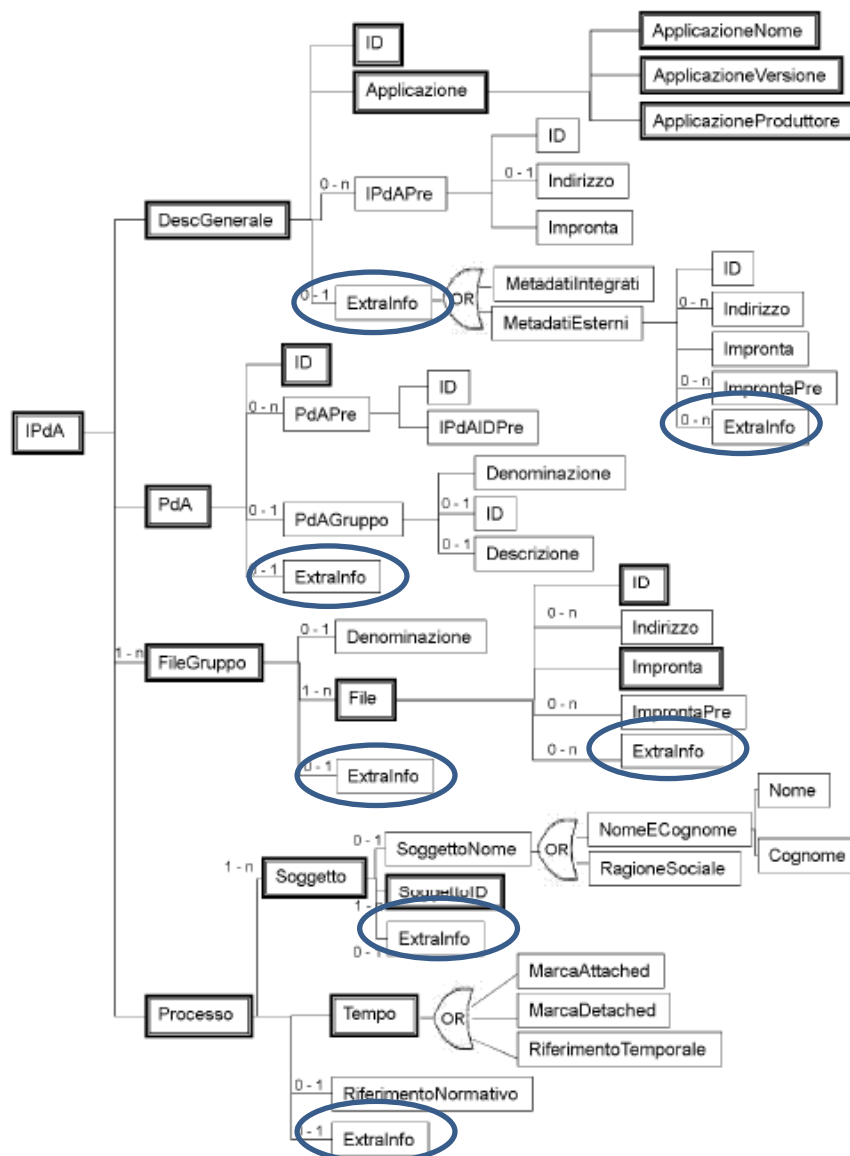 ID
ApplicazioneNome
Applicazione
ApplicazioneVersione
ApplicazioneProduttore
0 - n
IPdAPre
ID
0 - 1
Indirizzo
Impronta
DescGenerale
0 - 1
ExtraInfo
OR
MetadatiIntegrati
MetadatiEsterni
ID
0 - n
Indirizzo
Impronta
0 - n
ImprontaPre
0 - n
ExtraInfo
IPdA
PdA
ID
0 - n
PdAPre
ID
IPdAIDPre
0 - 1
PdAGruppo
Denominazione
0 - 1
ID
0 - 1
Descrizione
0 - 1
ExtraInfo
1 - n
FileGruppo
0 - 1
Denominazione
1 - n
File
ID
0 - n
Indirizzo
Impronta
0 - n
ImprontaPre
0 - n
ExtraInfo
0 - 1
ExtraInfo
Processo
1 - n
Soggetto
0 - 1
SoggettoNome
OR
NomeECognome
Nome
Cognome
RagioneSociale
SoggettoID
0 - 1
ExtraInfo
Tempo
OR
MarcaAttached
MarcaDetached
RiferimentoTemporale
0 - 1
RiferimentoNormativo
0 - 1
ExtraInfo